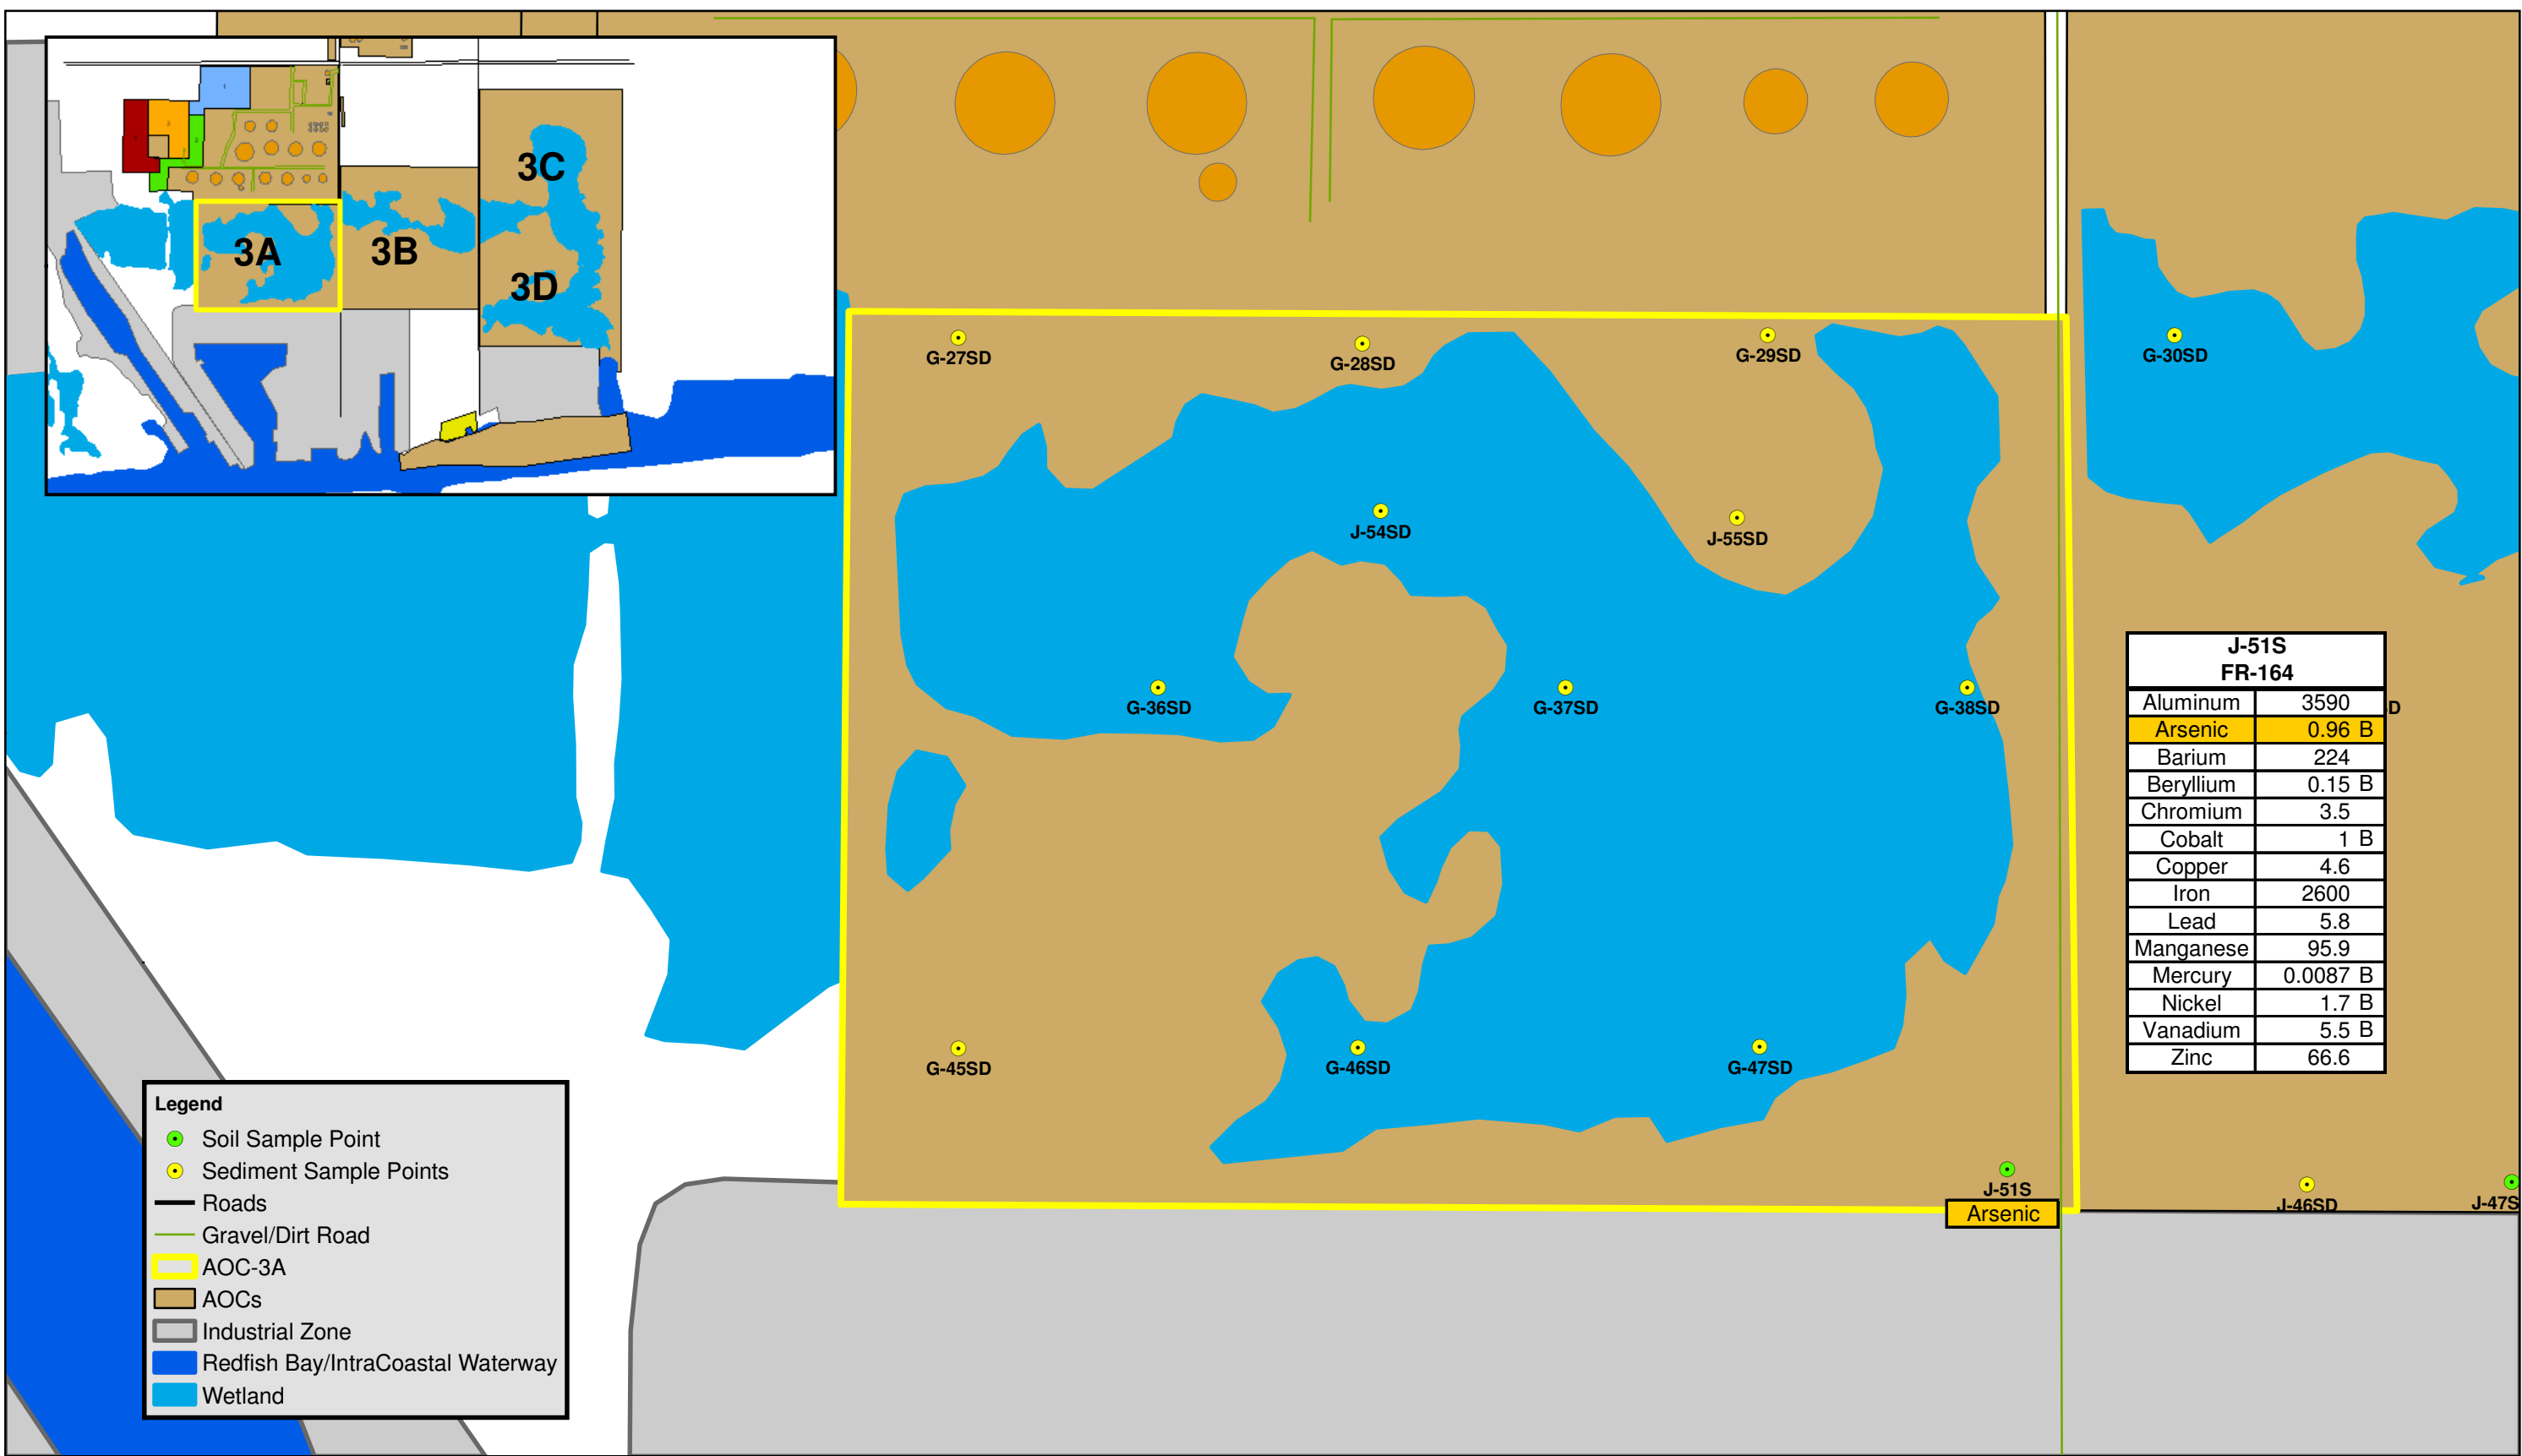 3C
3A
3B
3D
G-27SD
G-28SD
G-29SD
G-30SD
J-54SD
J-55SD
G-36SD
G-37SD
G-38SD
D
J-51S
FR-164
Aluminum 3590
Arsenic 0.96 B
Barium 224
Beryllium 0.15 B
Chromium 3.5
Cobalt 1 B
Copper 4.6
Iron 2600
Lead 5.8
Manganese 95.9
Mercury 0.0087 B
Nickel 1.7 B
Vanadium 5.5 B
Zinc 66.6
G-45SD
G-46SD
G-47SD
J-51S
Arsenic
J-46SD
J-47S
Legend
Soil Sample Point
Sediment Sample Points
Roads
Gravel/Dirt Road
AOC-3A
AOCs
Industrial Zone
Redfish Bay/IntraCoastal Waterway
Wetland